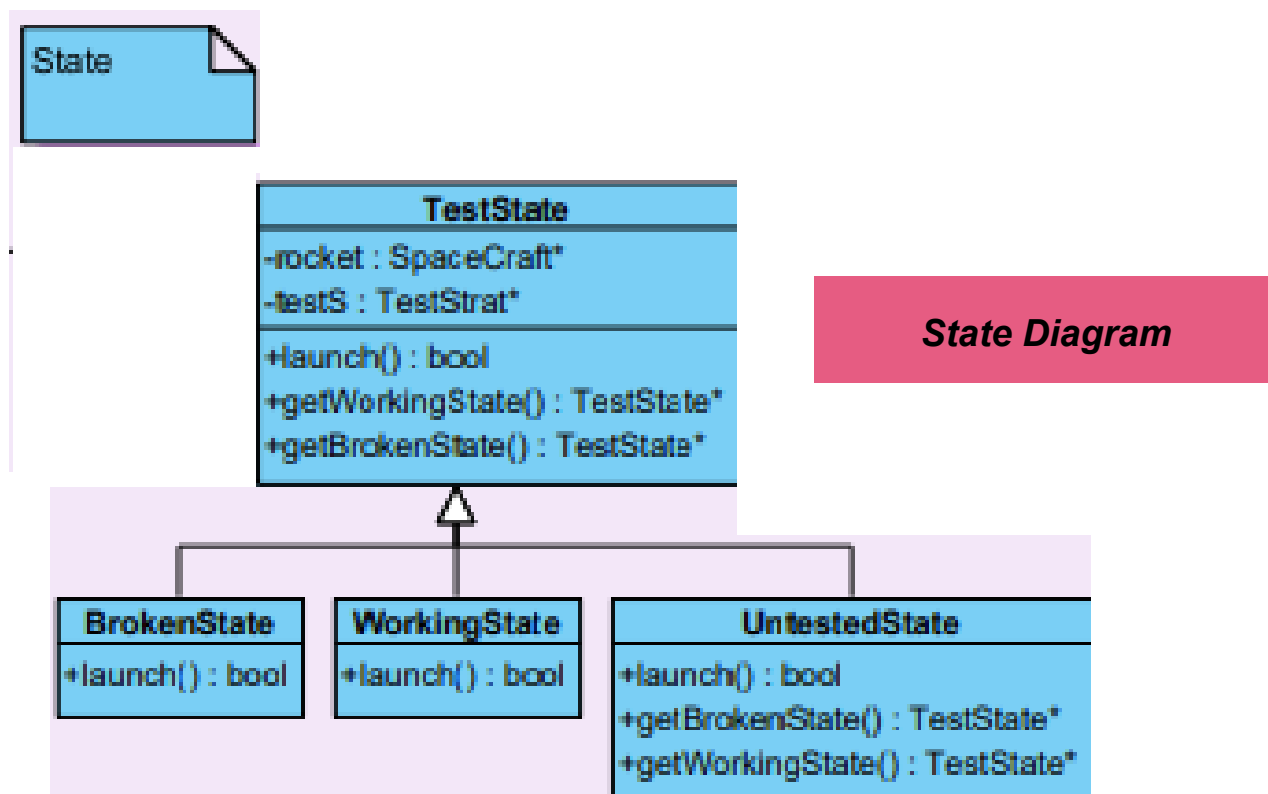 State
TestState
-rocket : SpaceCraft*
-testS : TestStrat*
+launch() : bool
+getWorkingState() : TestState*
+getBrokenState() : TestState*
State Diagram
BrokenState
+launch() : bool
WorkingState
+launch() : bool
UntestedState
+launch() : bool
+getBrokenState() : TestState*
+getWorkingState() : TestState*